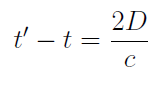 t′ − t = 2D/c